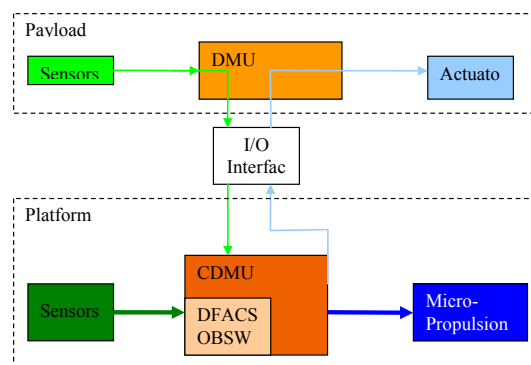 Payload
Sensors
DMU
Actuato
I/O
Interfac
Platform
Sensors
CDMU
DFACS
OBSW
Micro-
Propulsion